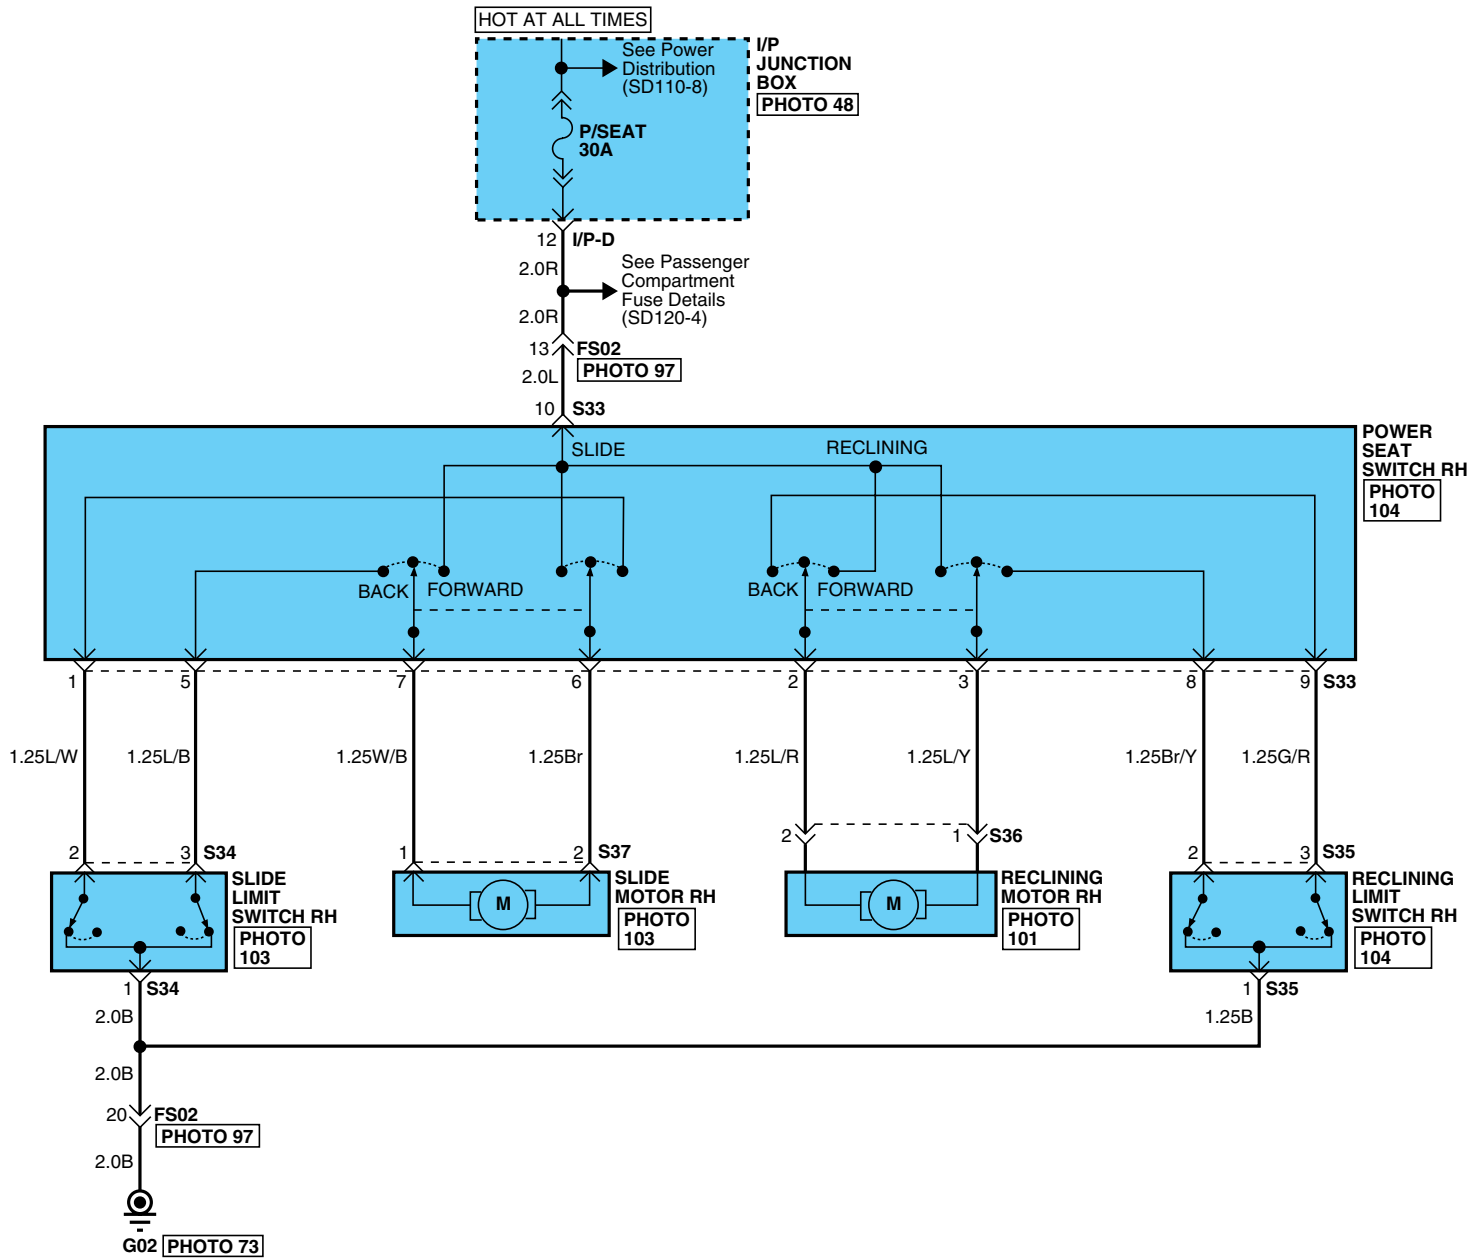 HOT AT ALL TIMES
See Power
Distribution
(SD110-8)
I/P
JUNCTION
BOX
PHOTO 48
P/SEAT
30A
12 I/P-D
2.0R
See Passenger
Compartment
Fuse Details
(SD120-4)
2.0R
13 FS02
PHOTO 97
2.0L
10 S33
SLIDE
RECLINING
POWER
SEAT
SWITCH RH
PHOTO
104
BACK FORWARD
BACK FORWARD
1 5 7 6 2 3 8 9 S33
1.25L/W 1.25L/B 1.25W/B 1.25Br 1.25L/R 1.25L/Y 1.25Br/Y 1.25G/R
2 1 S36
2 3 S34
1 2 S37
2 3 S35
SLIDE
LIMIT
SWITCH RH
PHOTO
103
M
SLIDE
MOTOR RH
PHOTO
103
M
RECLINING
MOTOR RH
PHOTO
101
RECLINING
LIMIT
SWITCH RH
PHOTO
104
1 S34
1 S35
2.0B
1.25B
2.0B
20 FS02
PHOTO 97
2.0B
G02 PHOTO 73